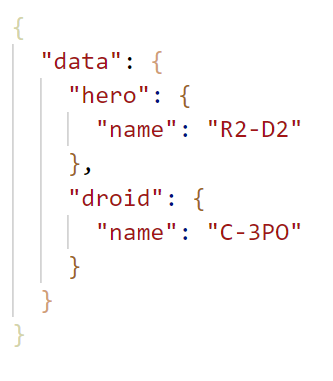 {
  "data": {
    "hero": {
      "name": "R2-D2"
    },
    "droid": {
      "name": "C-3PO"
    }
  }
}